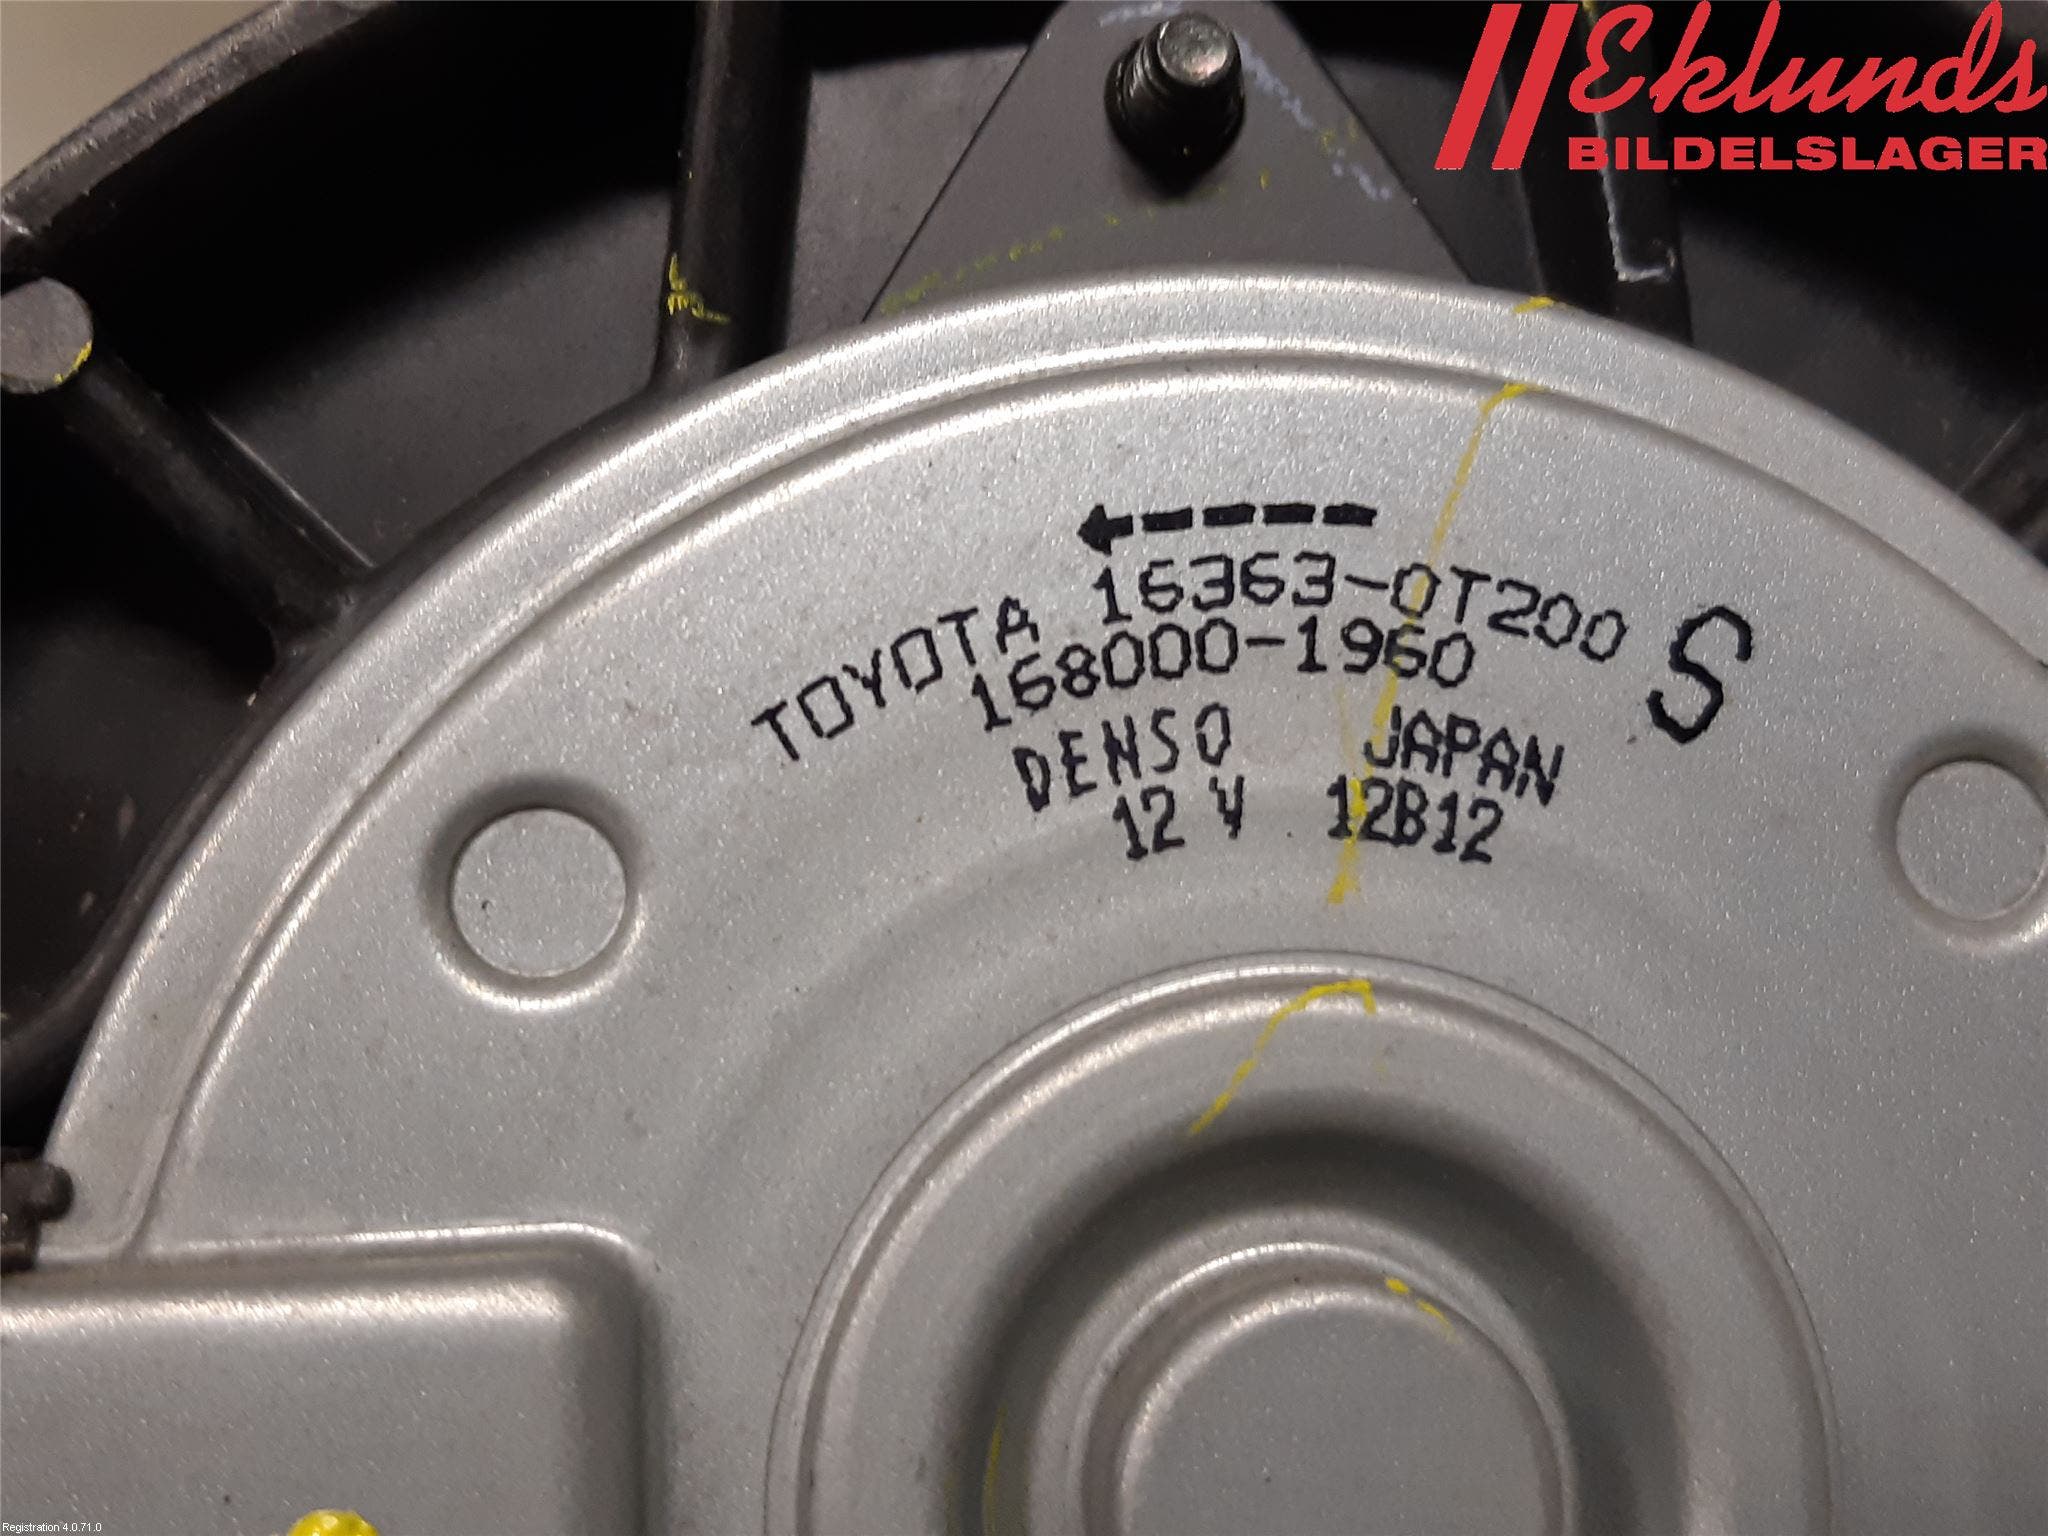 Eklunds
BILDELSLAGER
TOYOTA 16363-0T200 S
168000-1960
DENSO JAPAN
12 V 12B12
Registration 4.0.71.0